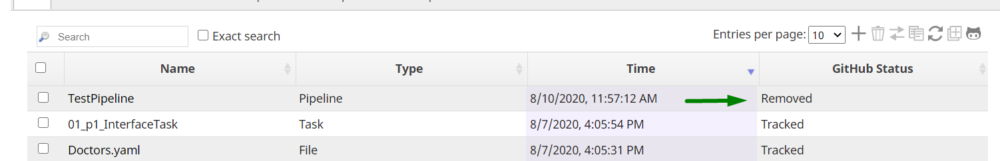 Search
Exact search
Entries per page: 10
Name Type Time GitHub Status
TestPipeline Pipeline 8/10/2020, 11:57:12 AM Removed
01_p1_InterfaceTask Task 8/7/2020, 4:05:54 PM Tracked
Doctors.yaml File 8/7/2020, 4:05:31 PM Tracked